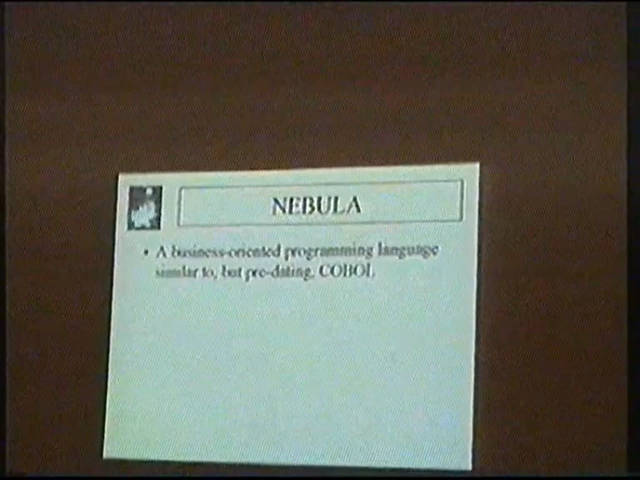 NEBULA
• A business-oriented programming language
similar to, but pre-dating, COBOL